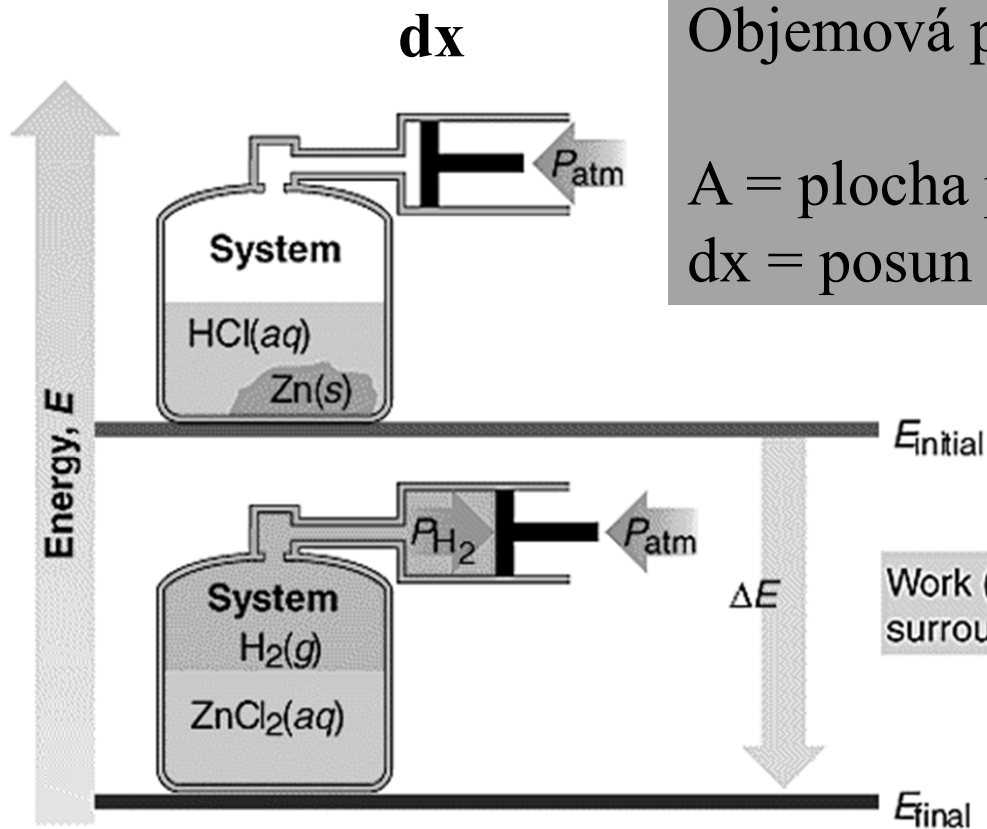 dx
Objemová
A = plocha
dx = posun
Patm
System
HCl(aq)
Zn(s)
Energy, E
Einitial
PH2
Patm
System
H2(g)
ΔE
Work
ZnCl2(aq)
Efinal